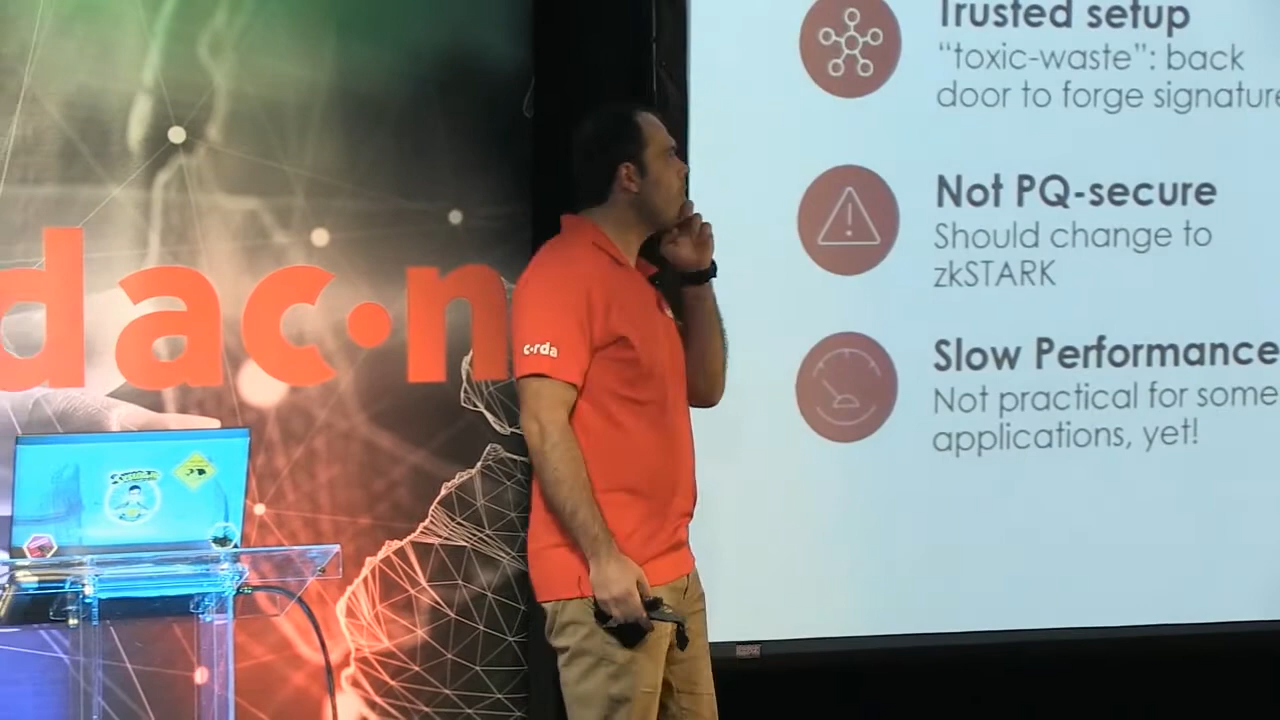 Trusted setup
"toxic-waste": back
door to forge signature
Not PQ-secure
Should change to
zkSTARK
Slow Performance
Not practical for some
applications, yet!
dac•n
c•rda